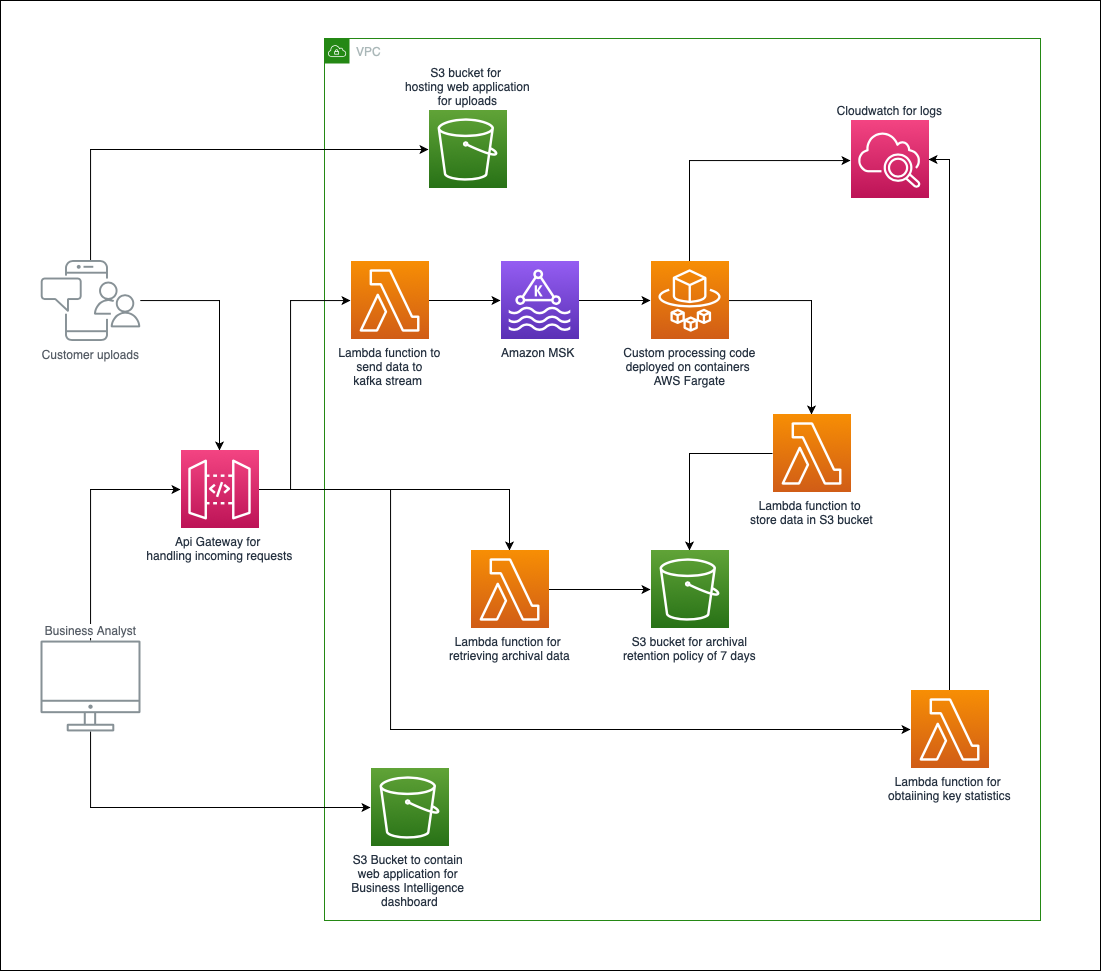 VPC
S3 bucket for
hosting web application
for uploads
Cloudwatch for logs
Customer uploads
Lambda function to
send data to
kafka stream
K
Amazon MSK
Custom processing code
deployed on containers
AWS Fargate
</>
Api Gateway for
handling incoming requests
Lambda function to
store data in S3 bucket
Business Analyst
Lambda function for
retrieving archival data
S3 bucket for archival
retention policy of 7 days
Lambda function for
obtaiining key statistics
S3 Bucket to contain
web application for
Business Intelligence
dashboard